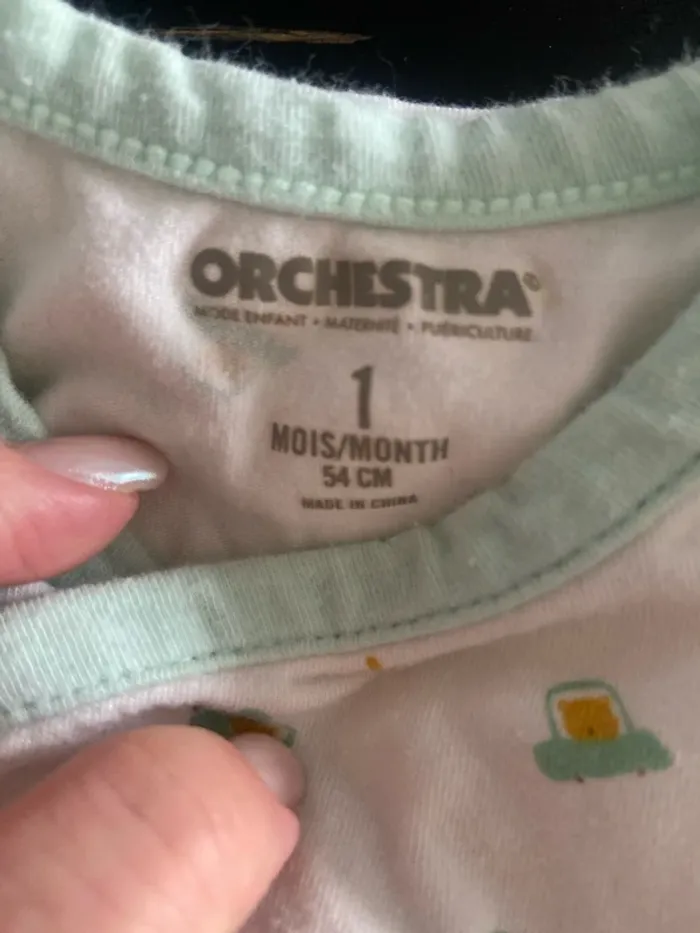 ORCHESTRA®
MODE ENFANT • MATERNITÉ • PUÉRICULTURE
1
MOIS/MONTH
54 CM
MADE IN CHINA